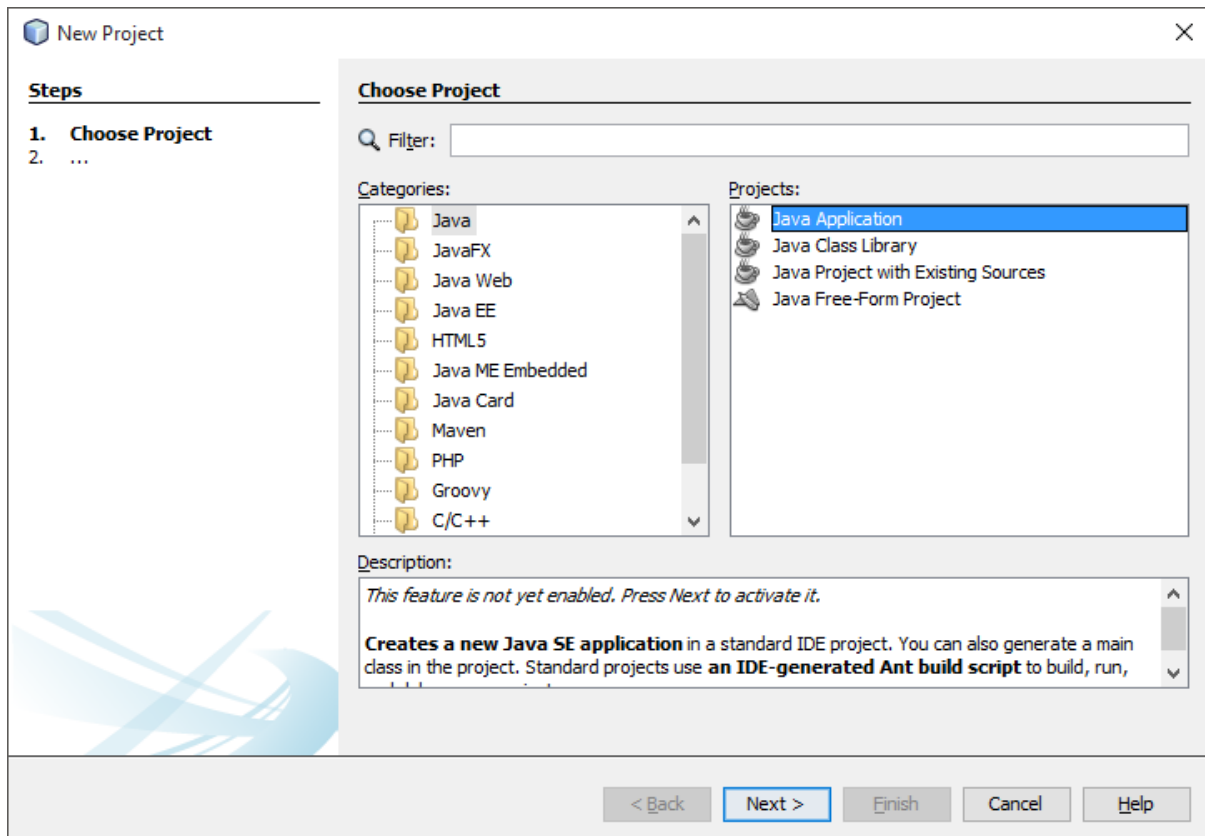 New Project
Steps
1. Choose Project
2. ...
Choose Project
Filter:
Categories:
Java
JavaFX
Java Web
Java EE
HTML5
Java ME Embedded
Java Card
Maven
PHP
Groovy
C/C++
Projects:
Java Application
Java Class Library
Java Project with Existing Sources
Java Free-Form Project
Description:
This feature is not yet enabled. Press Next to activate it.
Creates a new Java SE application in a standard IDE project. You can also generate a main
class in the project. Standard projects use an IDE-generated Ant build script to build, run,
< Back
Next >
Finish
Cancel
Help